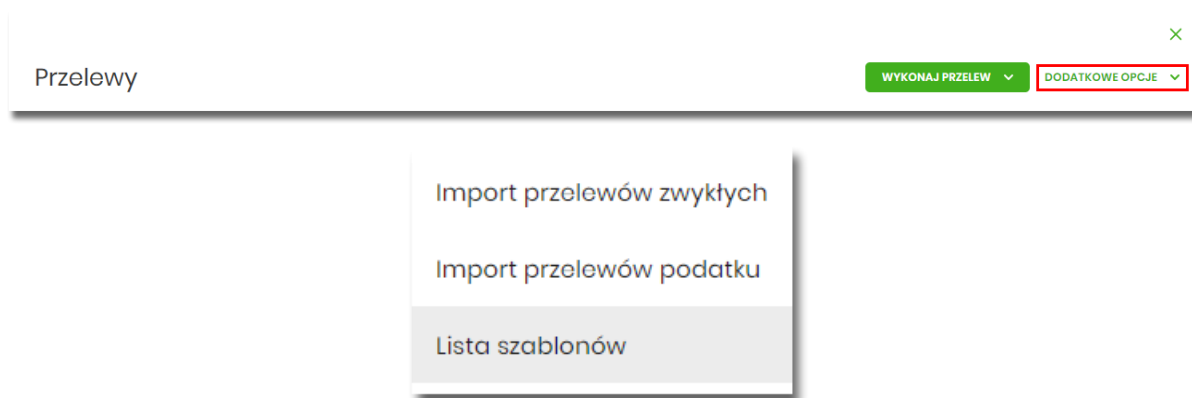 Przelewy
WYKONAJ PRZELEW
DODATKOWE OPCJE
Import przelewów zwykłych
Import przelewów podatku
Lista szablonów